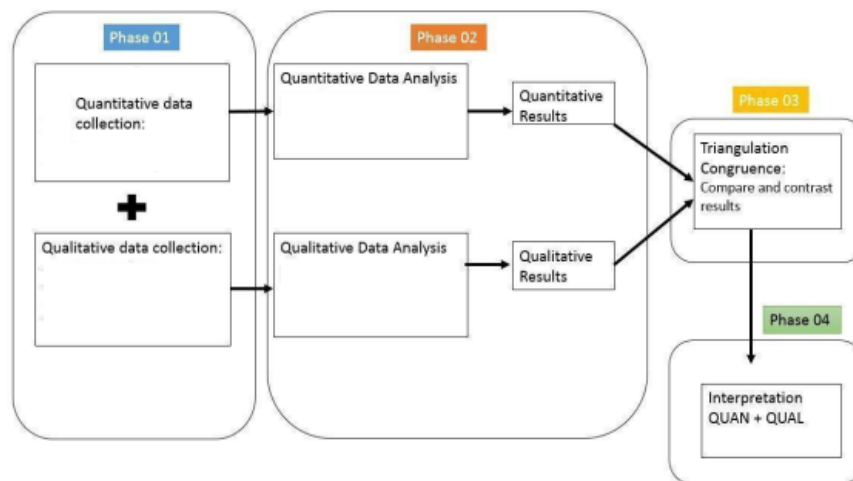 Phase 01
Quantitative data
collection:
Qualitative data collection:
Phase 02
Quantitative Data Analysis
Quantitative
Results
Qualitative Data Analysis
Qualitative
Results
Phase 03
Triangulation
Congruence:
Compare and contrast
results
Phase 04
Interpretation
QUAN + QUAL